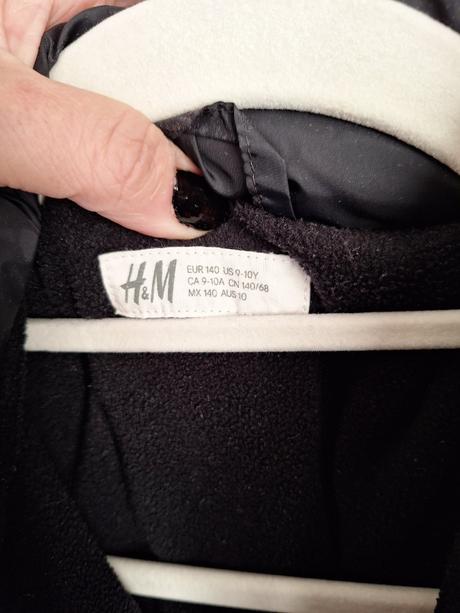 H&M
EUR 140 US 9-10Y
CA 9-10A CN 140/68
MX 140 AUS 10